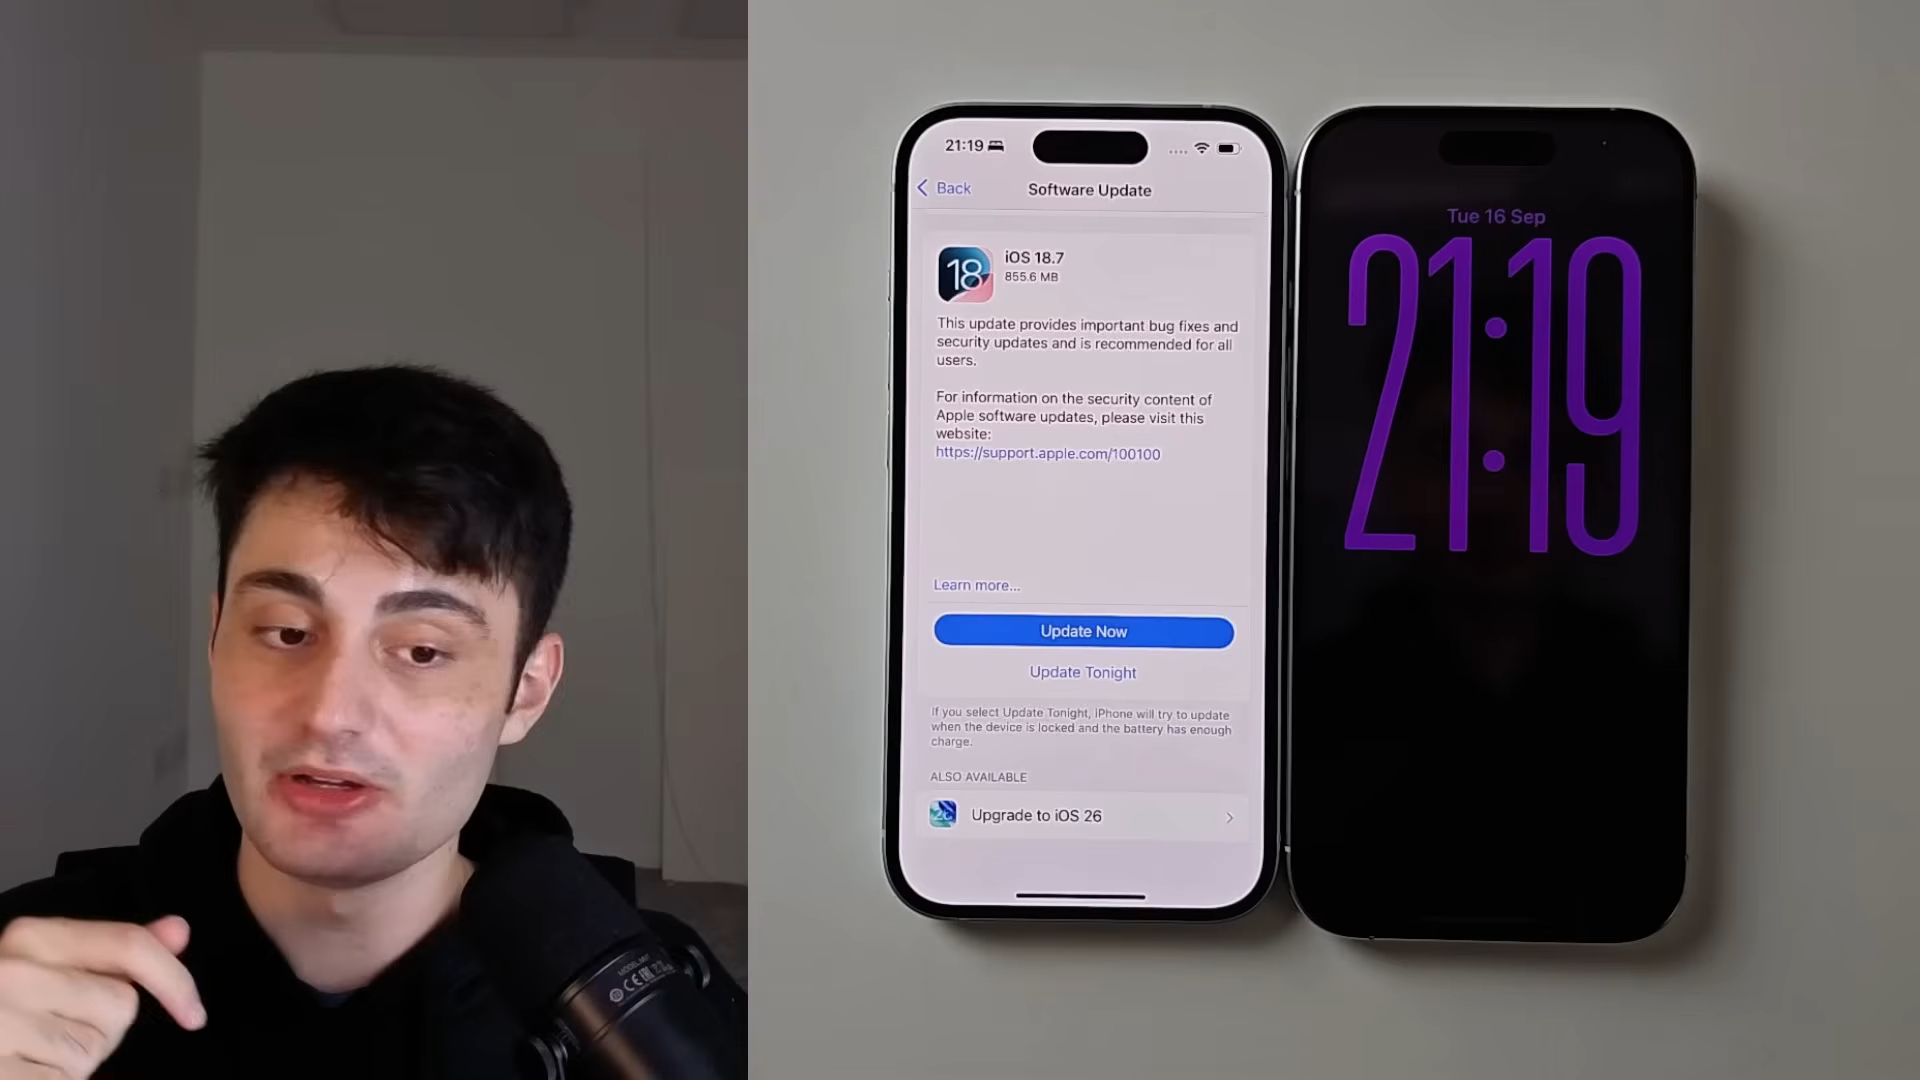 21:19
Back
Software Update
18
iOS 18.7
855.6 MB
This update provides important bug fixes and
security updates and is recommended for all
users.
For information on the security content of
Apple software updates, please visit this
website:
https://support.apple.com/100100
Learn more...
Update Now
Update Tonight
If you select Update Tonight, iPhone will try to update
when the device is locked and the battery has enough
charge.
ALSO AVAILABLE
26
Upgrade to iOS 26
Tue 16 Sep
21:19
MODEL: MV7
CE